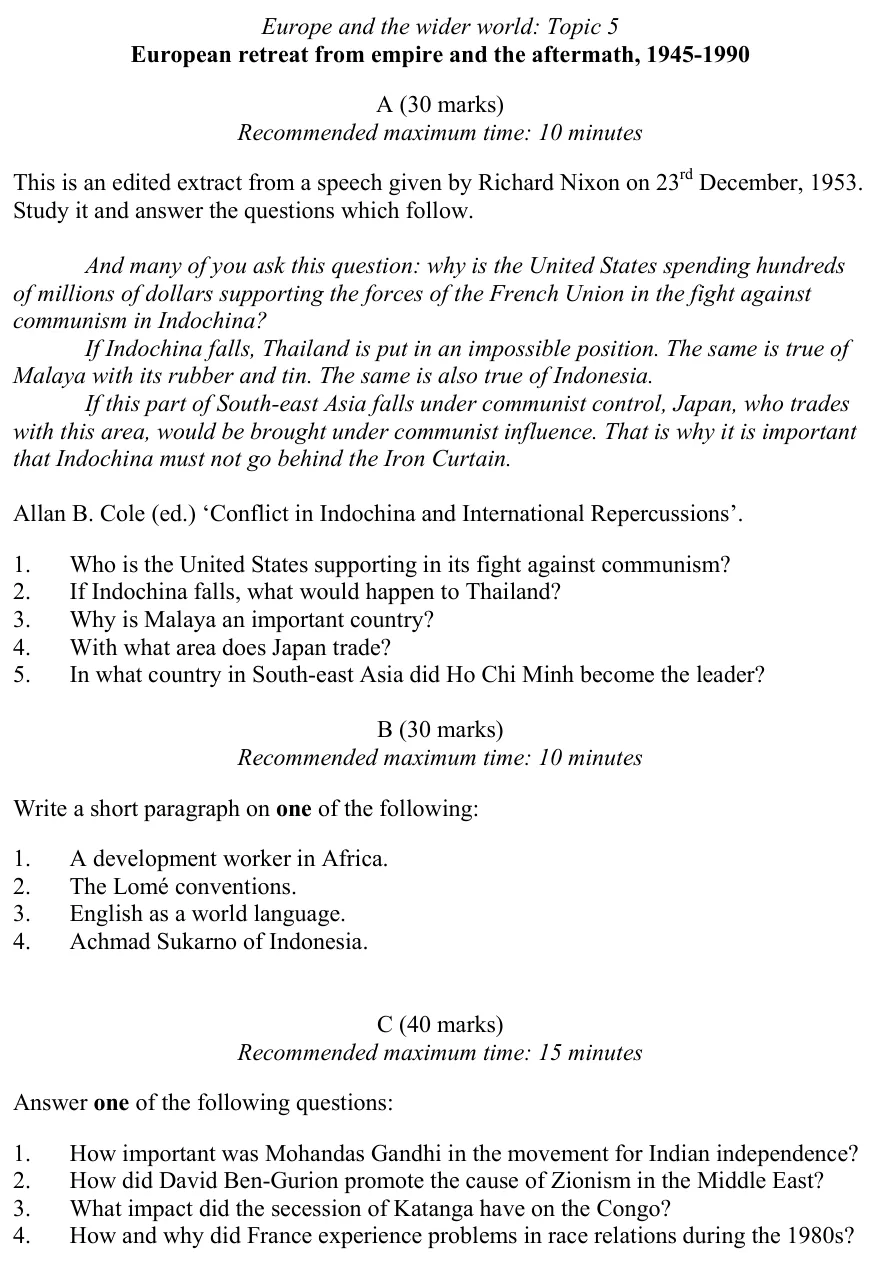 Europe and the wider world: Topic 5
European retreat from empire and the aftermath, 1945-1990
A (30 marks)
Recommended maximum time: 10 minutes
This is an edited extract from a speech given by Richard Nixon on 23rd December, 1953.
Study it and answer the questions which follow.
And many of you ask this question: why is the United States spending hundreds
of millions of dollars supporting the forces of the French Union in the fight against
communism in Indochina?
If Indochina falls, Thailand is put in an impossible position. The same is true of
Malaya with its rubber and tin. The same is also true of Indonesia.
If this part of South-east Asia falls under communist control, Japan, who trades
with this area, would be brought under communist influence. That is why it is important
that Indochina must not go behind the Iron Curtain.
Allan B. Cole (ed.) ‘Conflict in Indochina and International Repercussions’.
1. Who is the United States supporting in its fight against communism?
2. If Indochina falls, what would happen to Thailand?
3. Why is Malaya an important country?
4. With what area does Japan trade?
5. In what country in South-east Asia did Ho Chi Minh become the leader?
B (30 marks)
Recommended maximum time: 10 minutes
Write a short paragraph on one of the following:
1. A development worker in Africa.
2. The Lomé conventions.
3. English as a world language.
4. Achmad Sukarno of Indonesia.
C (40 marks)
Recommended maximum time: 15 minutes
Answer one of the following questions:
1. How important was Mohandas Gandhi in the movement for Indian independence?
2. How did David Ben-Gurion promote the cause of Zionism in the Middle East?
3. What impact did the secession of Katanga have on the Congo?
4. How and why did France experience problems in race relations during the 1980s?